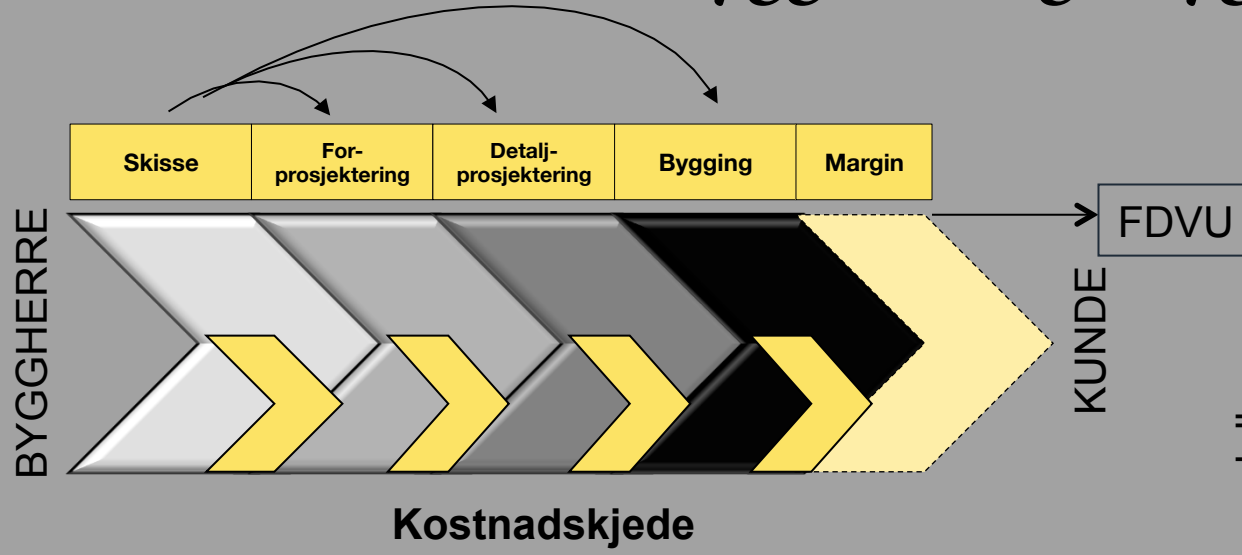 Skisse
For-
prosjektering
Detalj-
prosjektering
Bygging
Margin
FDVU
BYGGHERRE
KUNDE
Kostnadskjede